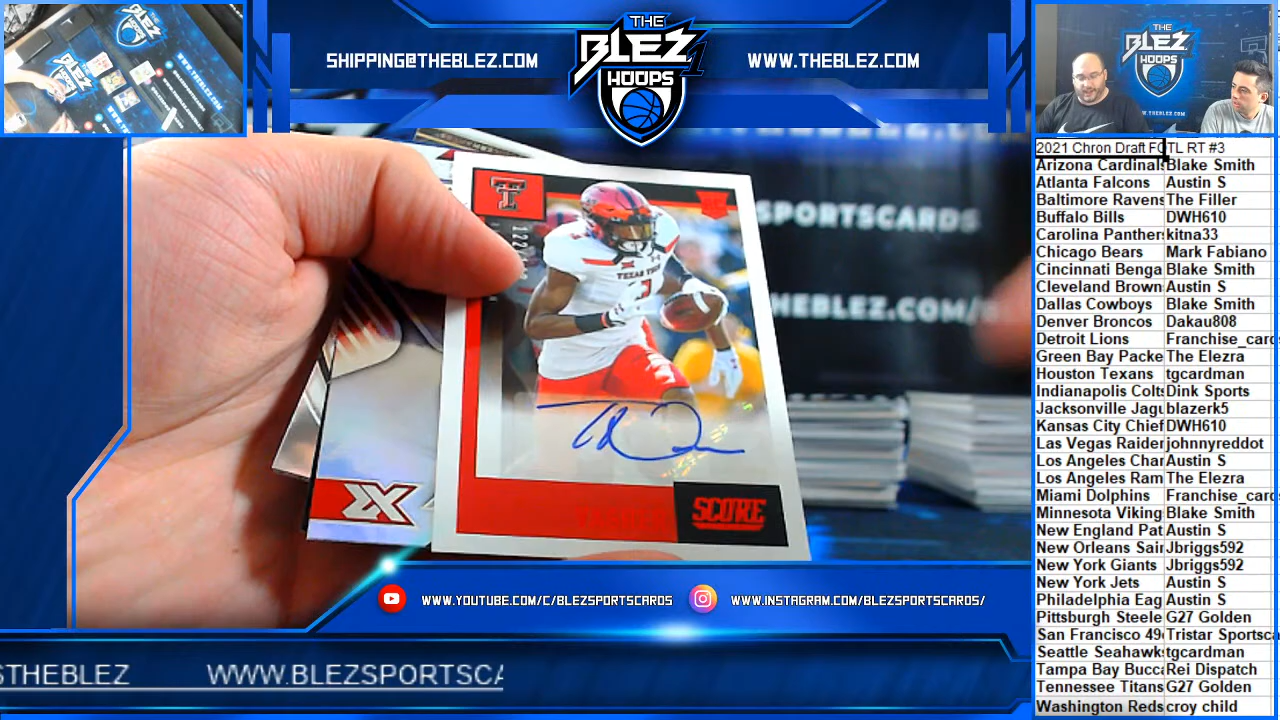 SHIPPING@THEBLEZ.COM
THE
BLEZ
HOOPS
WWW.THEBLEZ.COM
THE
BLEZ
WWW.THEBLEZ.COM
SPORTSCARDS
HEBLEZ.COM/
T
RC
TEXAS TECH
2X
SCORE
WWW.YOUTUBE.COM/C/BLEZSPORTSCARDS
WWW.INSTAGRAM.COM/BLEZSPORTSCARDS/
STHEBLEZ WWW.BLEZSPORTSCA
2021 Chron Draft FOTL RT #3
Arizona Cardinals Blake Smith
Atlanta Falcons Austin S
Baltimore Ravens The Filler
Buffalo Bills DWH610
Carolina Panther kitna33
Chicago Bears Mark Fabiano
Cincinnati Benga Blake Smith
Cleveland Brown Austin S
Dallas Cowboys Blake Smith
Denver Broncos Dakau808
Detroit Lions Franchise_card
Green Bay Packe The Elezra
Houston Texans tgcardman
Indianapolis Colts Dink Sports
Jacksonville Jagu blazerk5
Kansas City Chief DWH610
Las Vegas Raider johnnyreddot
Los Angeles Char Austin S
Los Angeles Ram The Elezra
Miami Dolphins Franchise_card
Minnesota Viking Blake Smith
New England Pat Austin S
New Orleans Sain Jbriggs592
New York Giants Jbriggs592
New York Jets Austin S
Philadelphia Eag Austin S
Pittsburgh Steele G27 Golden
San Francisco 49 Tristar Sportsca
Seattle Seahawks tgcardman
Tampa Bay Bucca Rei Dispatch
Tennessee Titans G27 Golden
Washington Reds croy child